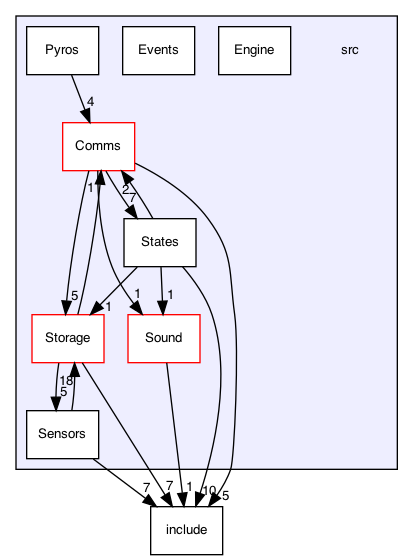 Pyros Events Engine src
4
Comms
1 2 7
States
5 1 1 1
Storage Sound
18
5
Sensors
7 7 1 10 5
include